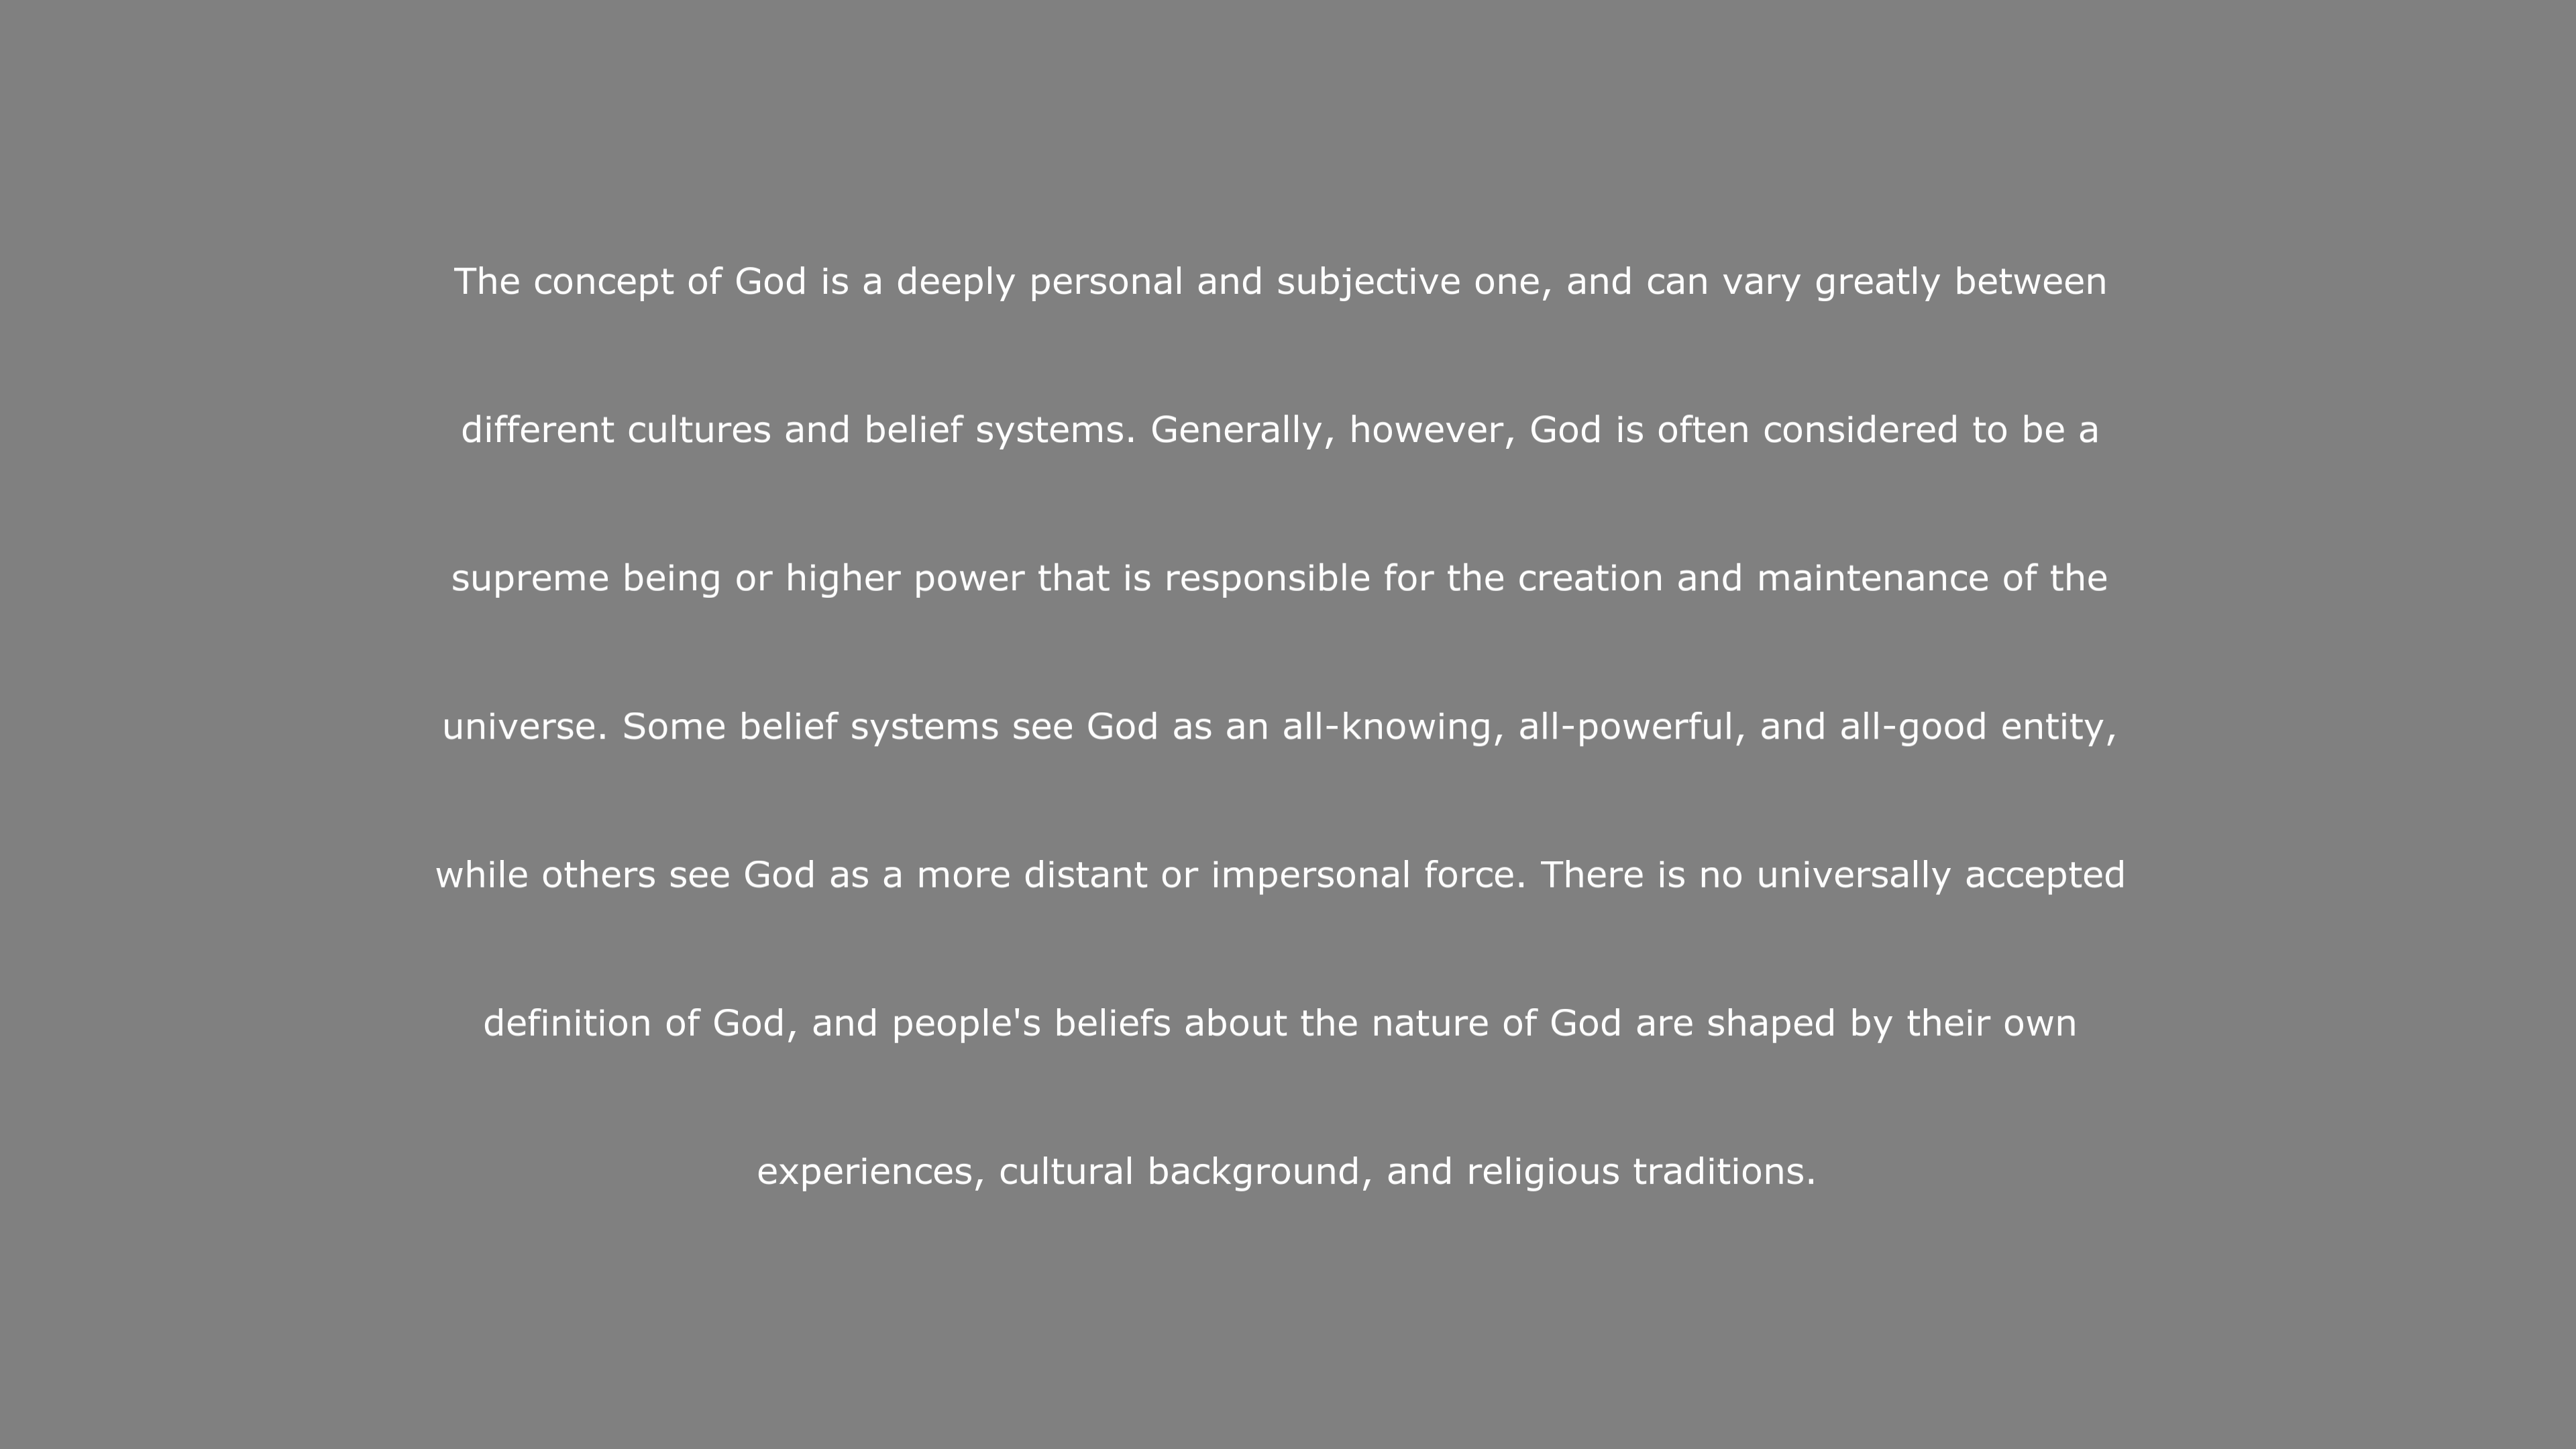 The concept of God is a deeply personal and subjective one, and can vary greatly between
different cultures and belief systems. Generally, however, God is often considered to be a
supreme being or higher power that is responsible for the creation and maintenance of the
universe. Some belief systems see God as an all-knowing, all-powerful, and all-good entity,
while others see God as a more distant or impersonal force. There is no universally accepted
definition of God, and people's beliefs about the nature of God are shaped by their own
experiences, cultural background, and religious traditions.